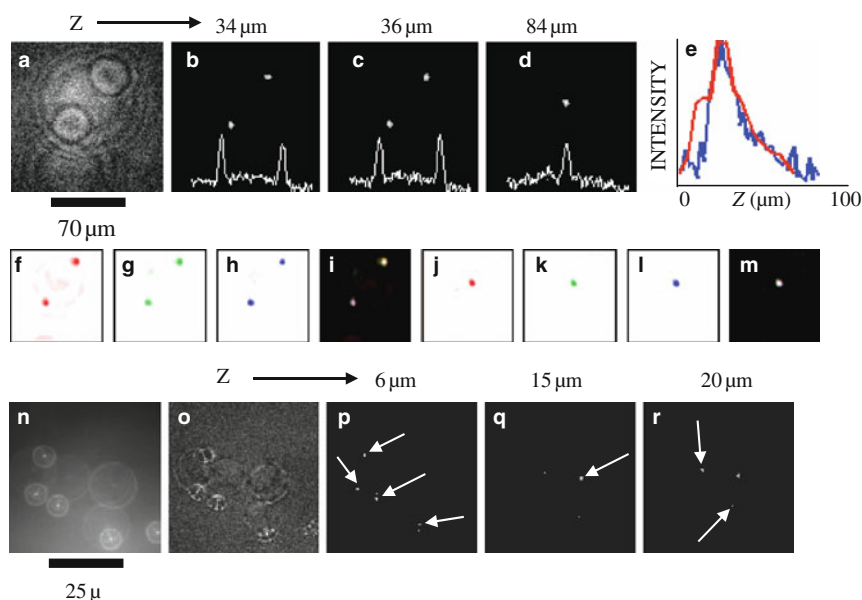 Z 34 µm 36 µm 84 µm
a b c d e
INTENSITY
0 Z (µm) 100
70 µm
f g h i j k l m
Z 6 µm 15 µm 20 µm
n o p q r
25 µ